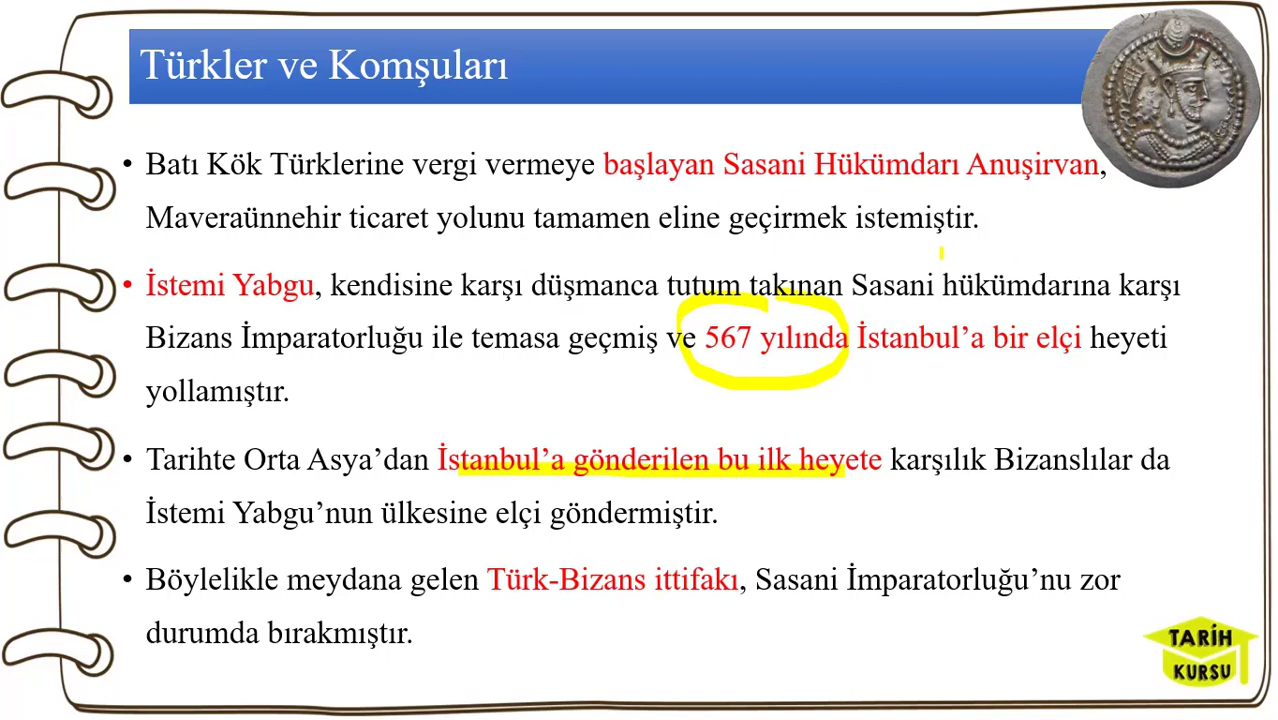 Türkler ve Komşuları
• Batı Kök Türklerine vergi vermeye başlayan Sasani Hükümdarı Anuşirvan,
Maveraünnehir ticaret yolunu tamamen eline geçirmek istemiştir.
• İstemi Yabgu, kendisine karşı düşmanca tutum takınan Sasani hükümdarına karşı
Bizans İmparatorluğu ile temasa geçmiş ve 567 yılında İstanbul’a bir elçi heyeti
yollamıştır.
• Tarihte Orta Asya’dan İstanbul’a gönderilen bu ilk heyete karşılık Bizanslılar da
İstemi Yabgu’nun ülkesine elçi göndermiştir.
• Böylelikle meydana gelen Türk-Bizans ittifakı, Sasani İmparatorluğu’nu zor
durumda bırakmıştır.
TARİH
KURSU